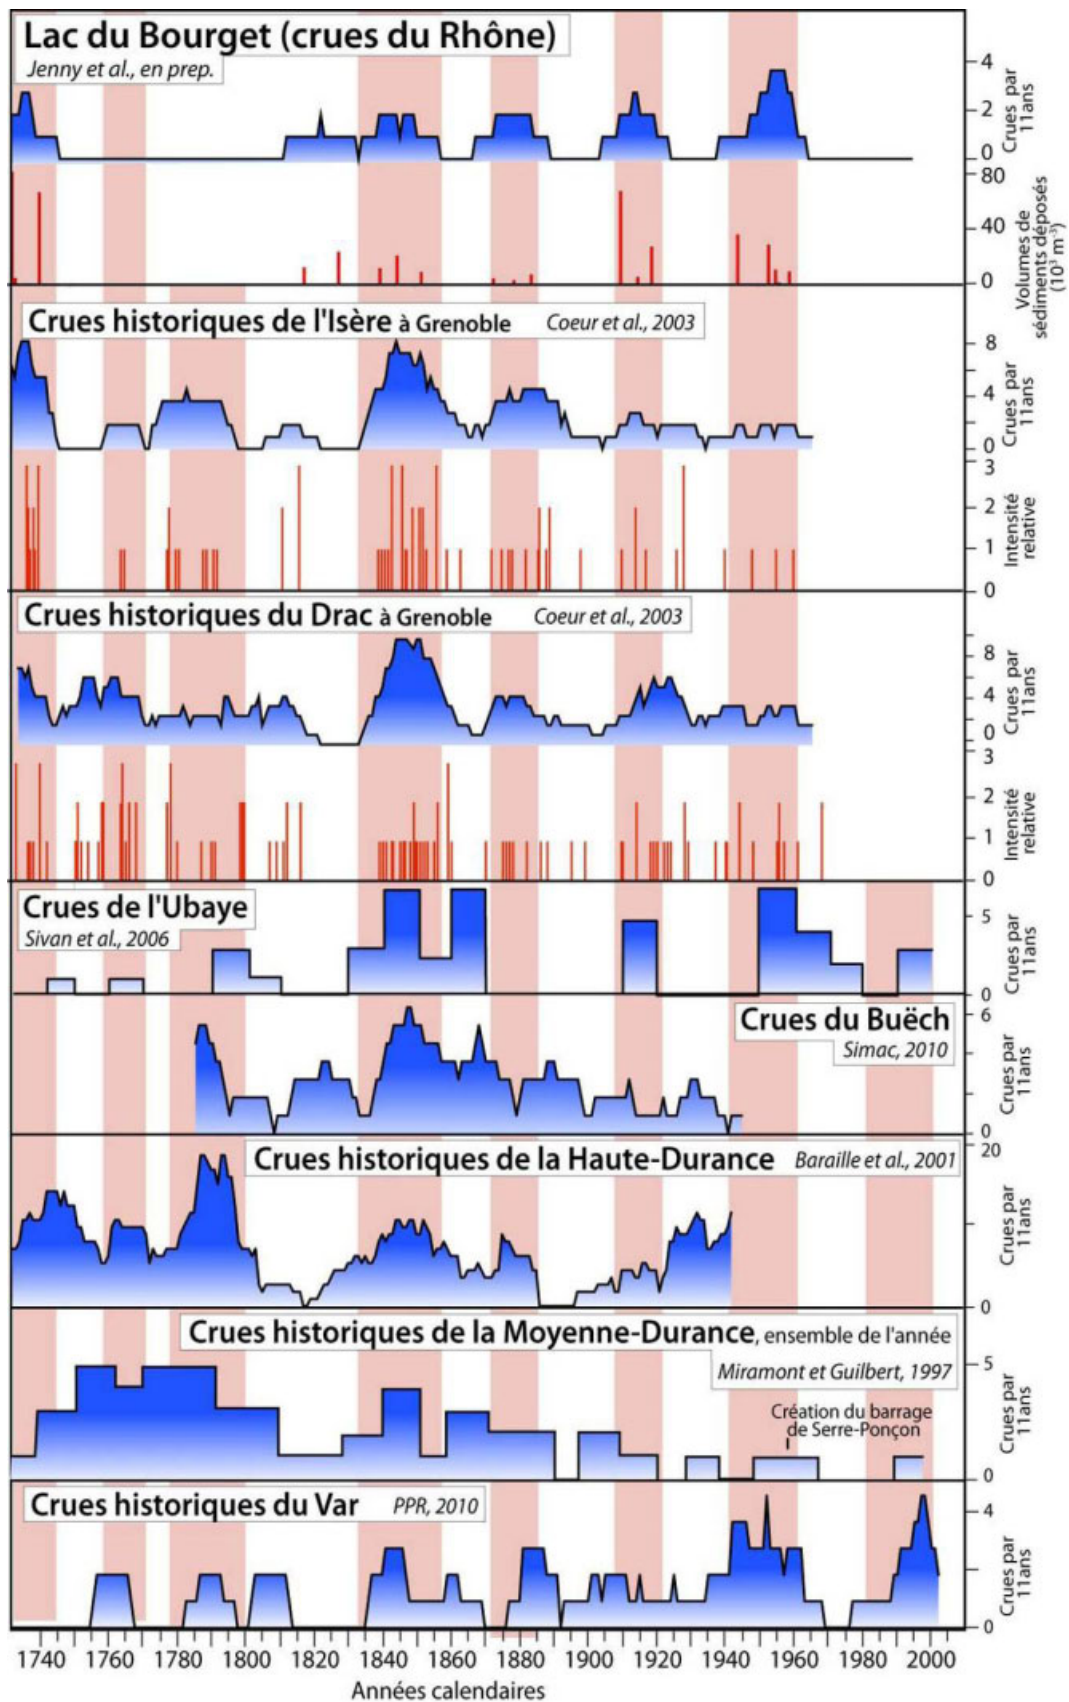 Lac du Bourget (crues du Rhône)
Jenny et al., en prep.
4
2
0
Crues par
11ans
80
40
0
Volumes de
sédiments déposés
(10³ m⁻³)
Crues historiques de l'Isère à Grenoble
Coeur et al., 2003
8
4
0
Crues par
11ans
3
2
1
0
Intensité
relative
Crues historiques du Drac à Grenoble
Coeur et al., 2003
8
4
0
Crues par
11ans
3
2
1
0
Intensité
relative
Crues de l'Ubaye
Sivan et al., 2006
5
0
Crues par
11ans
Crues du Buëch
Simac, 2010
6
0
Crues par
11ans
Crues historiques de la Haute-Durance
Baraille et al., 2001
20
0
Crues par
11ans
Crues historiques de la Moyenne-Durance, ensemble de l'année
Miramont et Guilbert, 1997
Création du barrage
de Serre-Ponçon
5
0
Crues par
11ans
Crues historiques du Var
PPR, 2010
4
0
Crues par
11ans
1740 1760 1780 1800 1820 1840 1860 1880 1900 1920 1940 1960 1980 2000
Années calendaires